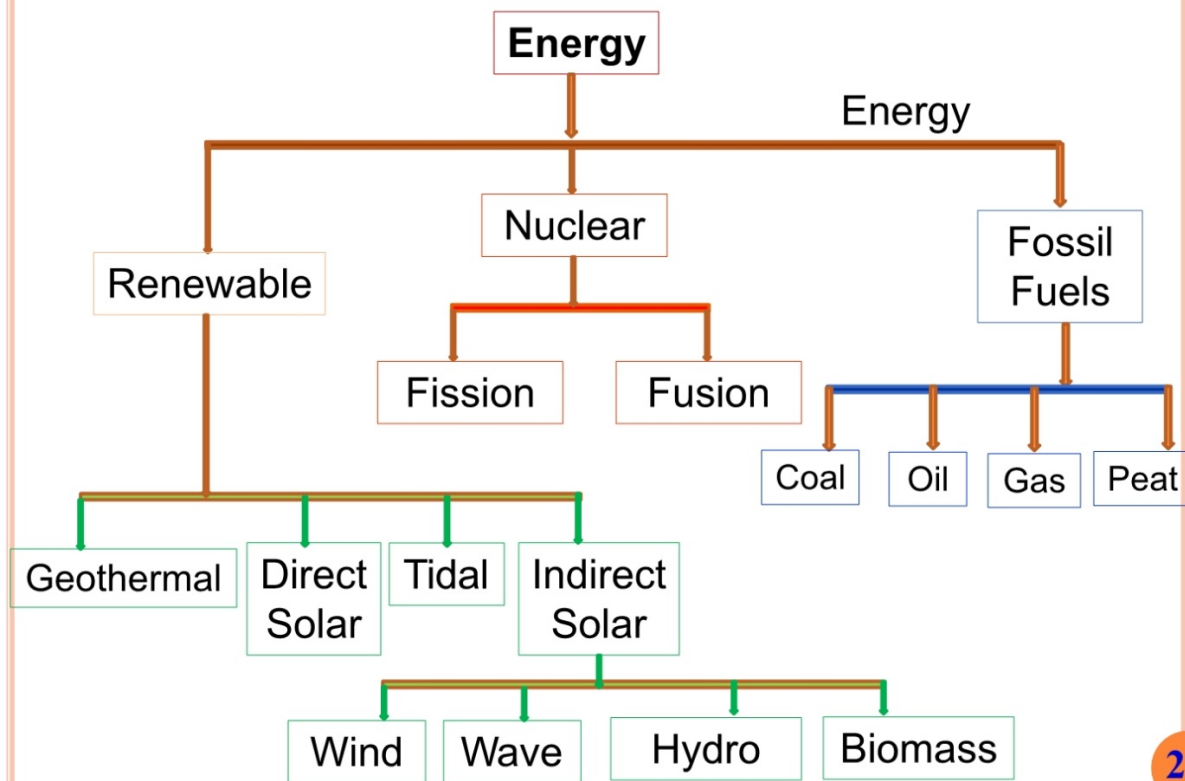 Energy
Energy
Nuclear
Fossil
Fuels
Renewable
Fission
Fusion
Coal
Oil
Gas
Peat
Geothermal
Direct
Solar
Tidal
Indirect
Solar
Wind
Wave
Hydro
Biomass
2